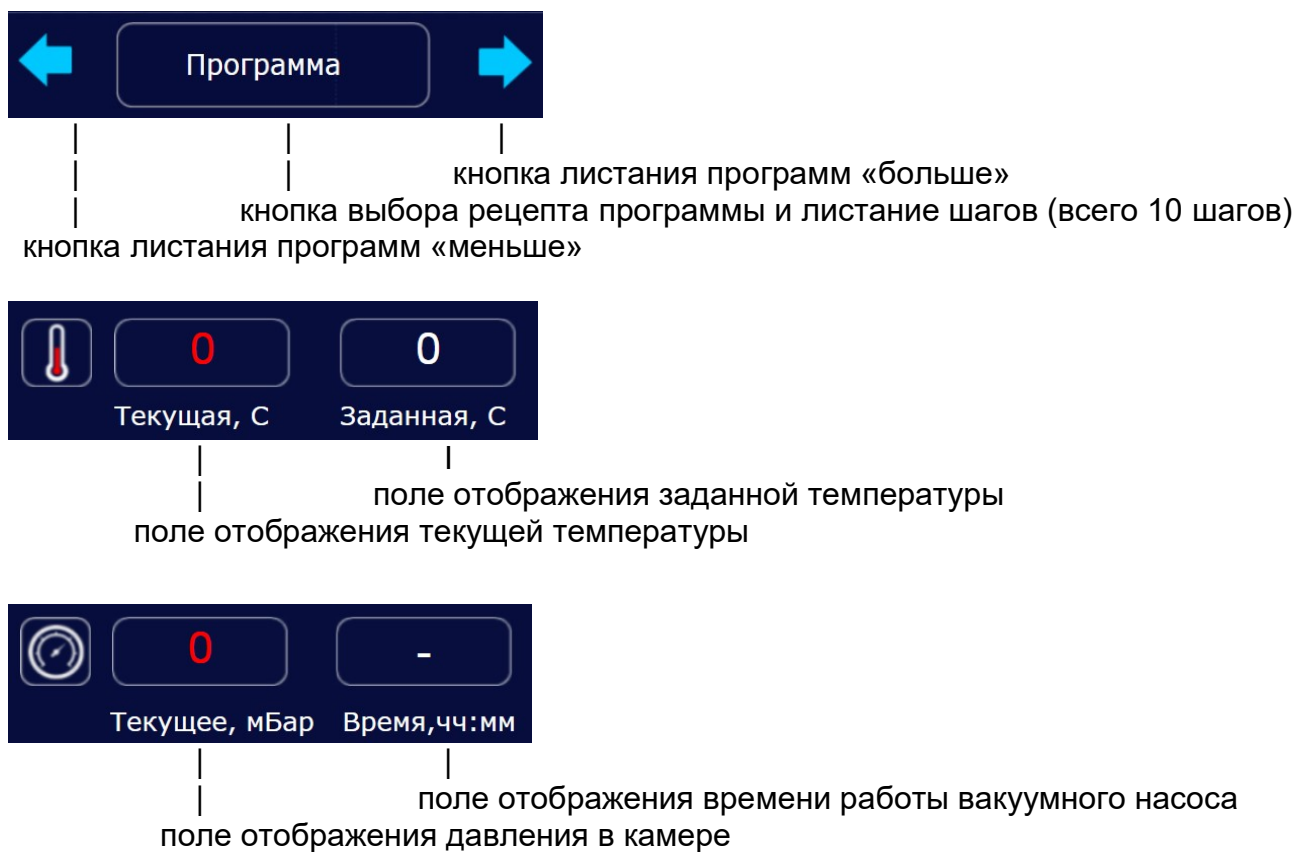 Программа
кнопка листания программ «больше»
кнопка выбора рецепта программы и листание шагов (всего 10 шагов)
кнопка листания программ «меньше»
0 0
Текущая, С Заданная, С
поле отображения заданной температуры
поле отображения текущей температуры
0 -
Текущее, мБар Время,чч:мм
поле отображения времени работы вакуумного насоса
поле отображения давления в камере